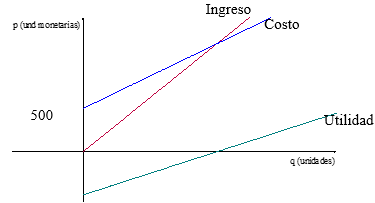 Ingreso
p (und monetarias)
Costo
500
Utilidad
q (unidades)